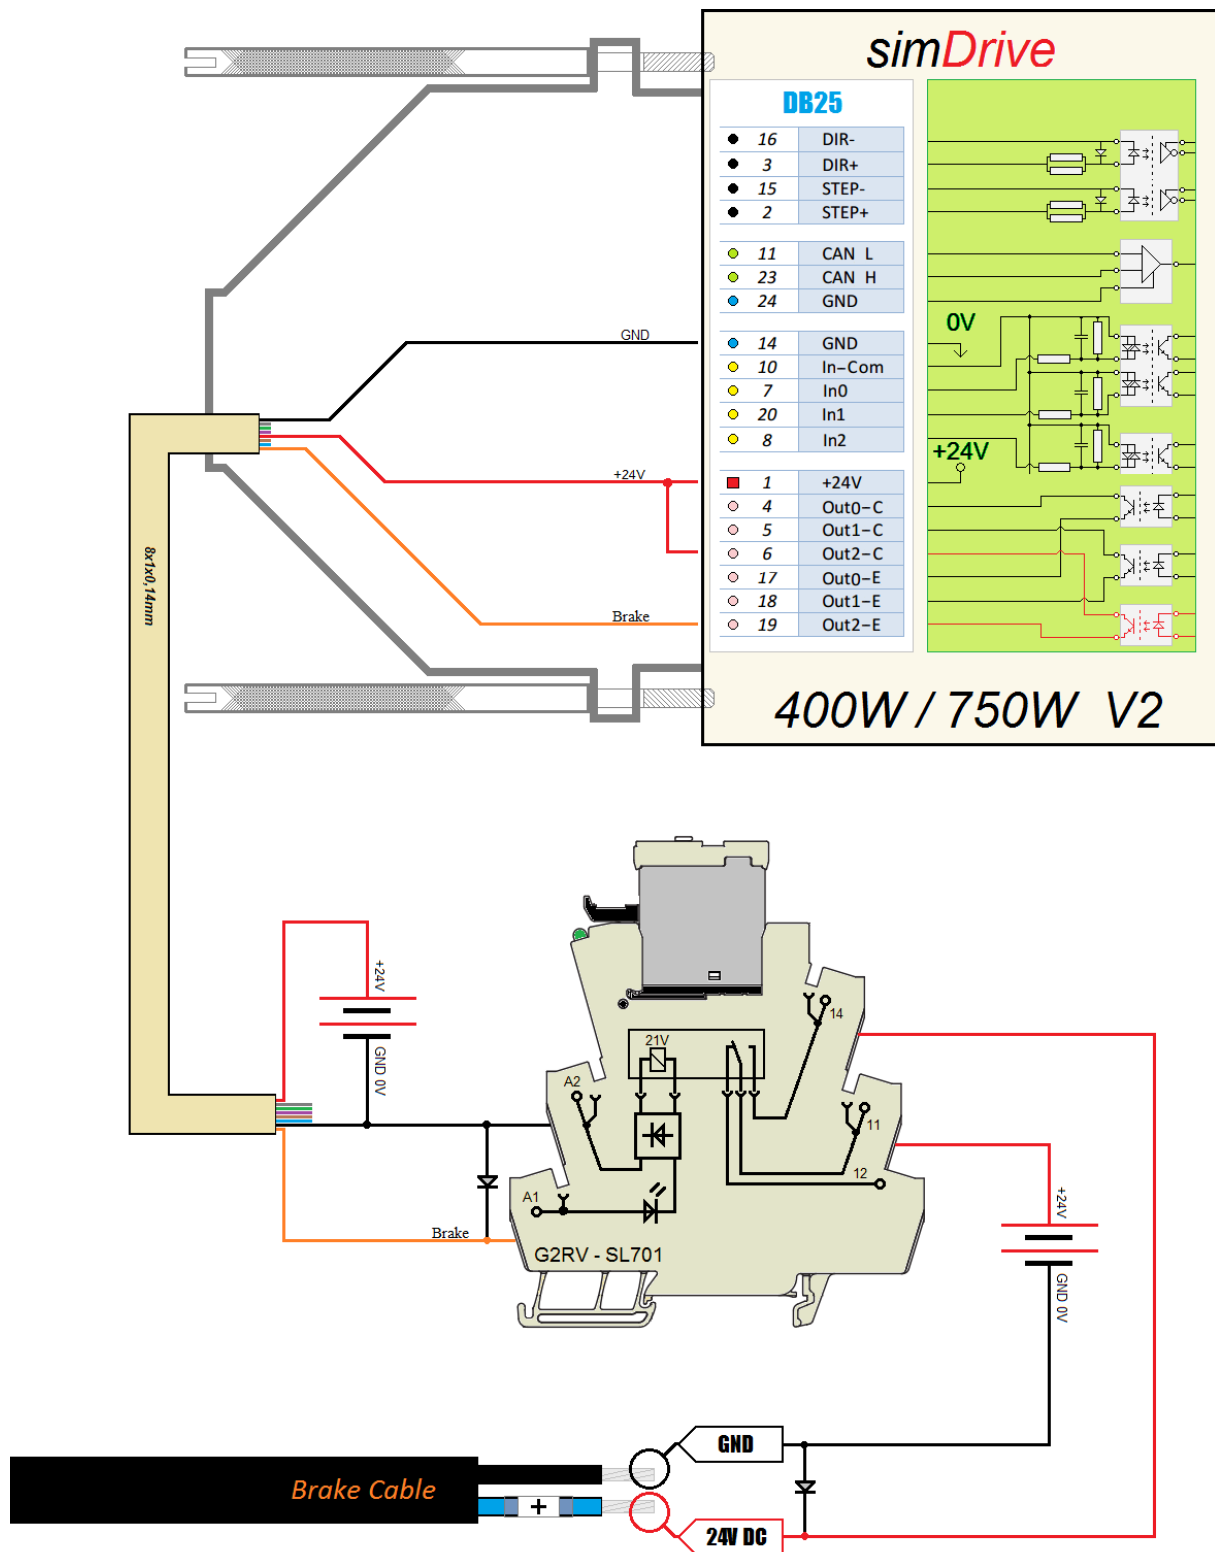 simDrive
DB25
16 DIR-
3 DIR+
15 STEP-
2 STEP+
11 CAN L
23 CAN H
24 GND
0V
GND
14 GND
10 In-Com
7 In0
20 In1
8 In2
+24V
+24V
1 +24V
4 Out0-C
5 Out1-C
6 Out2-C
17 Out0-E
18 Out1-E
Brake
19 Out2-E
8x1x0,14mm
400W / 750W V2
+24V
GND 0V
14
21V
A2
11
12
A1
Brake
G2RV - SL701
+24V
GND 0V
GND
Brake Cable
+
24V DC